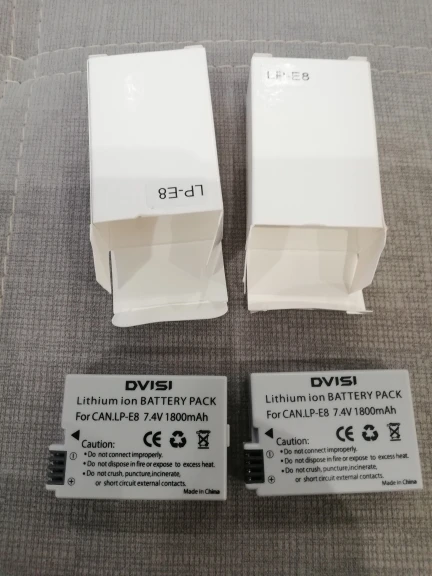 LP-E8
LP-E8
DVISI
Lithium ion BATTERY PACK
For CAN.LP-E8 7.4V 1800mAh
Caution:
• Do not connect improperly.
• Do not dispose in fire or expose to excess heat.
• Do not crush, puncture,incinerate,
or short circuit external contacts.
Made in China
DVISI
Lithium ion BATTERY PACK
For CAN.LP-E8 7.4V 1800mAh
Caution:
• Do not connect improperly.
• Do not dispose in fire or expose to excess heat.
• Do not crush, puncture,incinerate,
or short circuit external contacts.
Made in China